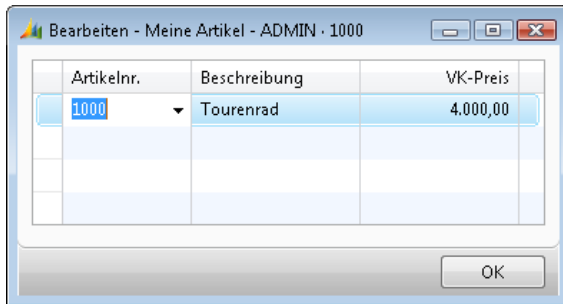 Bearbeiten - Meine Artikel - ADMIN · 1000
Artikelnr. Beschreibung VK-Preis
1000 Tourenrad 4.000,00
OK